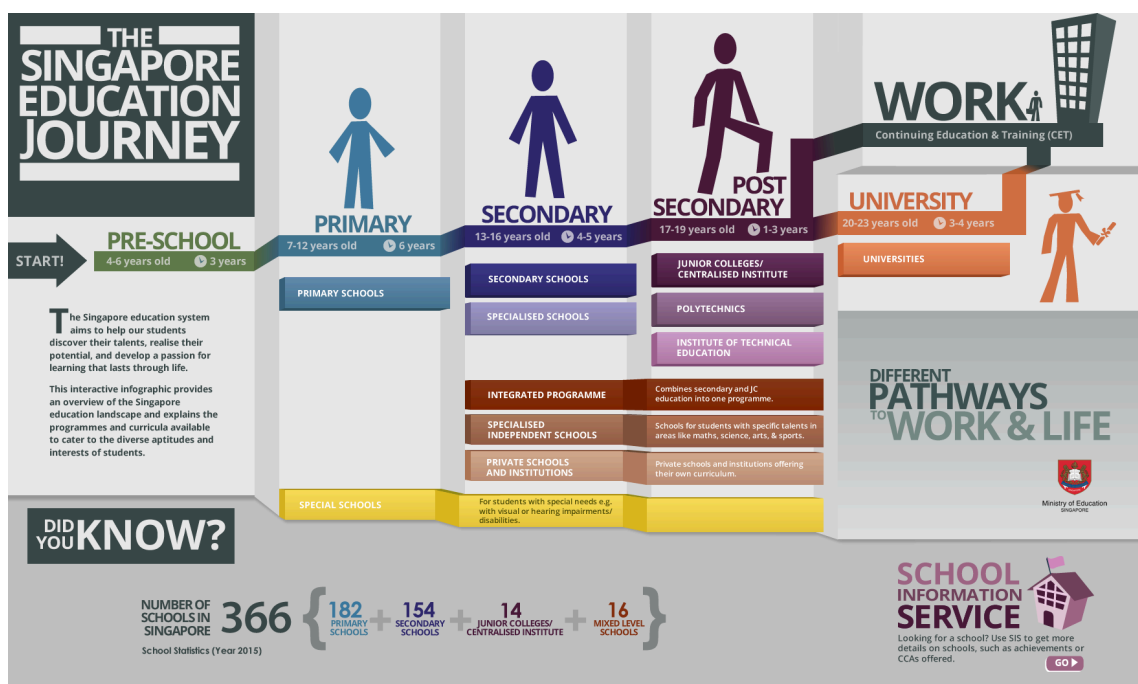 THE
SINGAPORE
EDUCATION
JOURNEY
START!
PRE-SCHOOL
4-6 years old 3 years
The Singapore education system
aims to help our students
discover their talents, realise their
potential, and develop a passion for
learning that lasts through life.
This interactive infographic provides
an overview of the Singapore
education landscape and explains the
programmes and curricula available
to cater to the diverse aptitudes and
interests of students.
PRIMARY
7-12 years old 6 years
PRIMARY SCHOOLS
SECONDARY
13-16 years old 4-5 years
SECONDARY SCHOOLS
SPECIALISED SCHOOLS
POST
SECONDARY
17-19 years old 1-3 years
JUNIOR COLLEGES/
CENTRALISED INSTITUTE
POLYTECHNICS
INSTITUTE OF TECHNICAL
EDUCATION
INTEGRATED PROGRAMME
Combines secondary and JC
education into one programme.
SPECIALISED
INDEPENDENT SCHOOLS
Schools for students with specific talents in
areas like maths, science, arts, & sports.
PRIVATE SCHOOLS
AND INSTITUTIONS
Private schools and institutions offering
their own curriculum.
SPECIAL SCHOOLS
For students with special needs e.g.
with visual or hearing impairments/
disabilities.
WORK
Continuing Education & Training (CET)
UNIVERSITY
20-23 years old 3-4 years
UNIVERSITIES
DIFFERENT
PATHWAYS
TO WORK & LIFE
Ministry of Education
SINGAPORE
DID
YOU KNOW?
NUMBER OF
SCHOOLS IN
SINGAPORE
366
School Statistics (Year 2015)
{
182
PRIMARY
SCHOOLS
+
154
SECONDARY
SCHOOLS
+
14
JUNIOR COLLEGES/
CENTRALISED INSTITUTE
+
16
MIXED LEVEL
SCHOOLS
}
SCHOOL
INFORMATION
SERVICE
Looking for a school? Use SIS to get more
details on schools, such as achievements or
CCAs offered.
GO